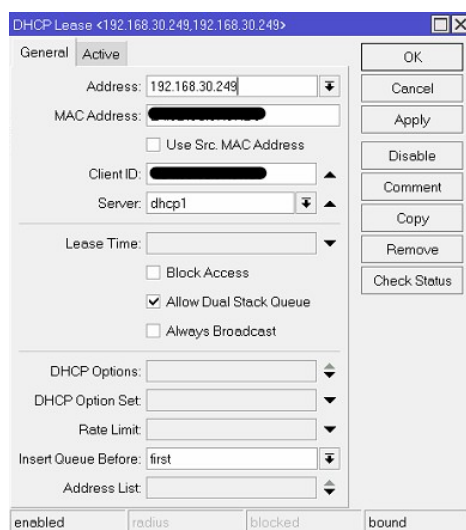 DHCP Lease <192.168.30.249,192.168.30.249>
General Active
OK
Address: 192.168.30.249
Cancel
MAC Address:
Apply
Use Src. MAC Address
Disable
Client ID:
Comment
Server: dhcp1
Copy
Lease Time:
Remove
Block Access
Check Status
Allow Dual Stack Queue
Always Broadcast
DHCP Options:
DHCP Option Set:
Rate Limit:
Insert Queue Before: first
Address List:
enabled radius blocked bound